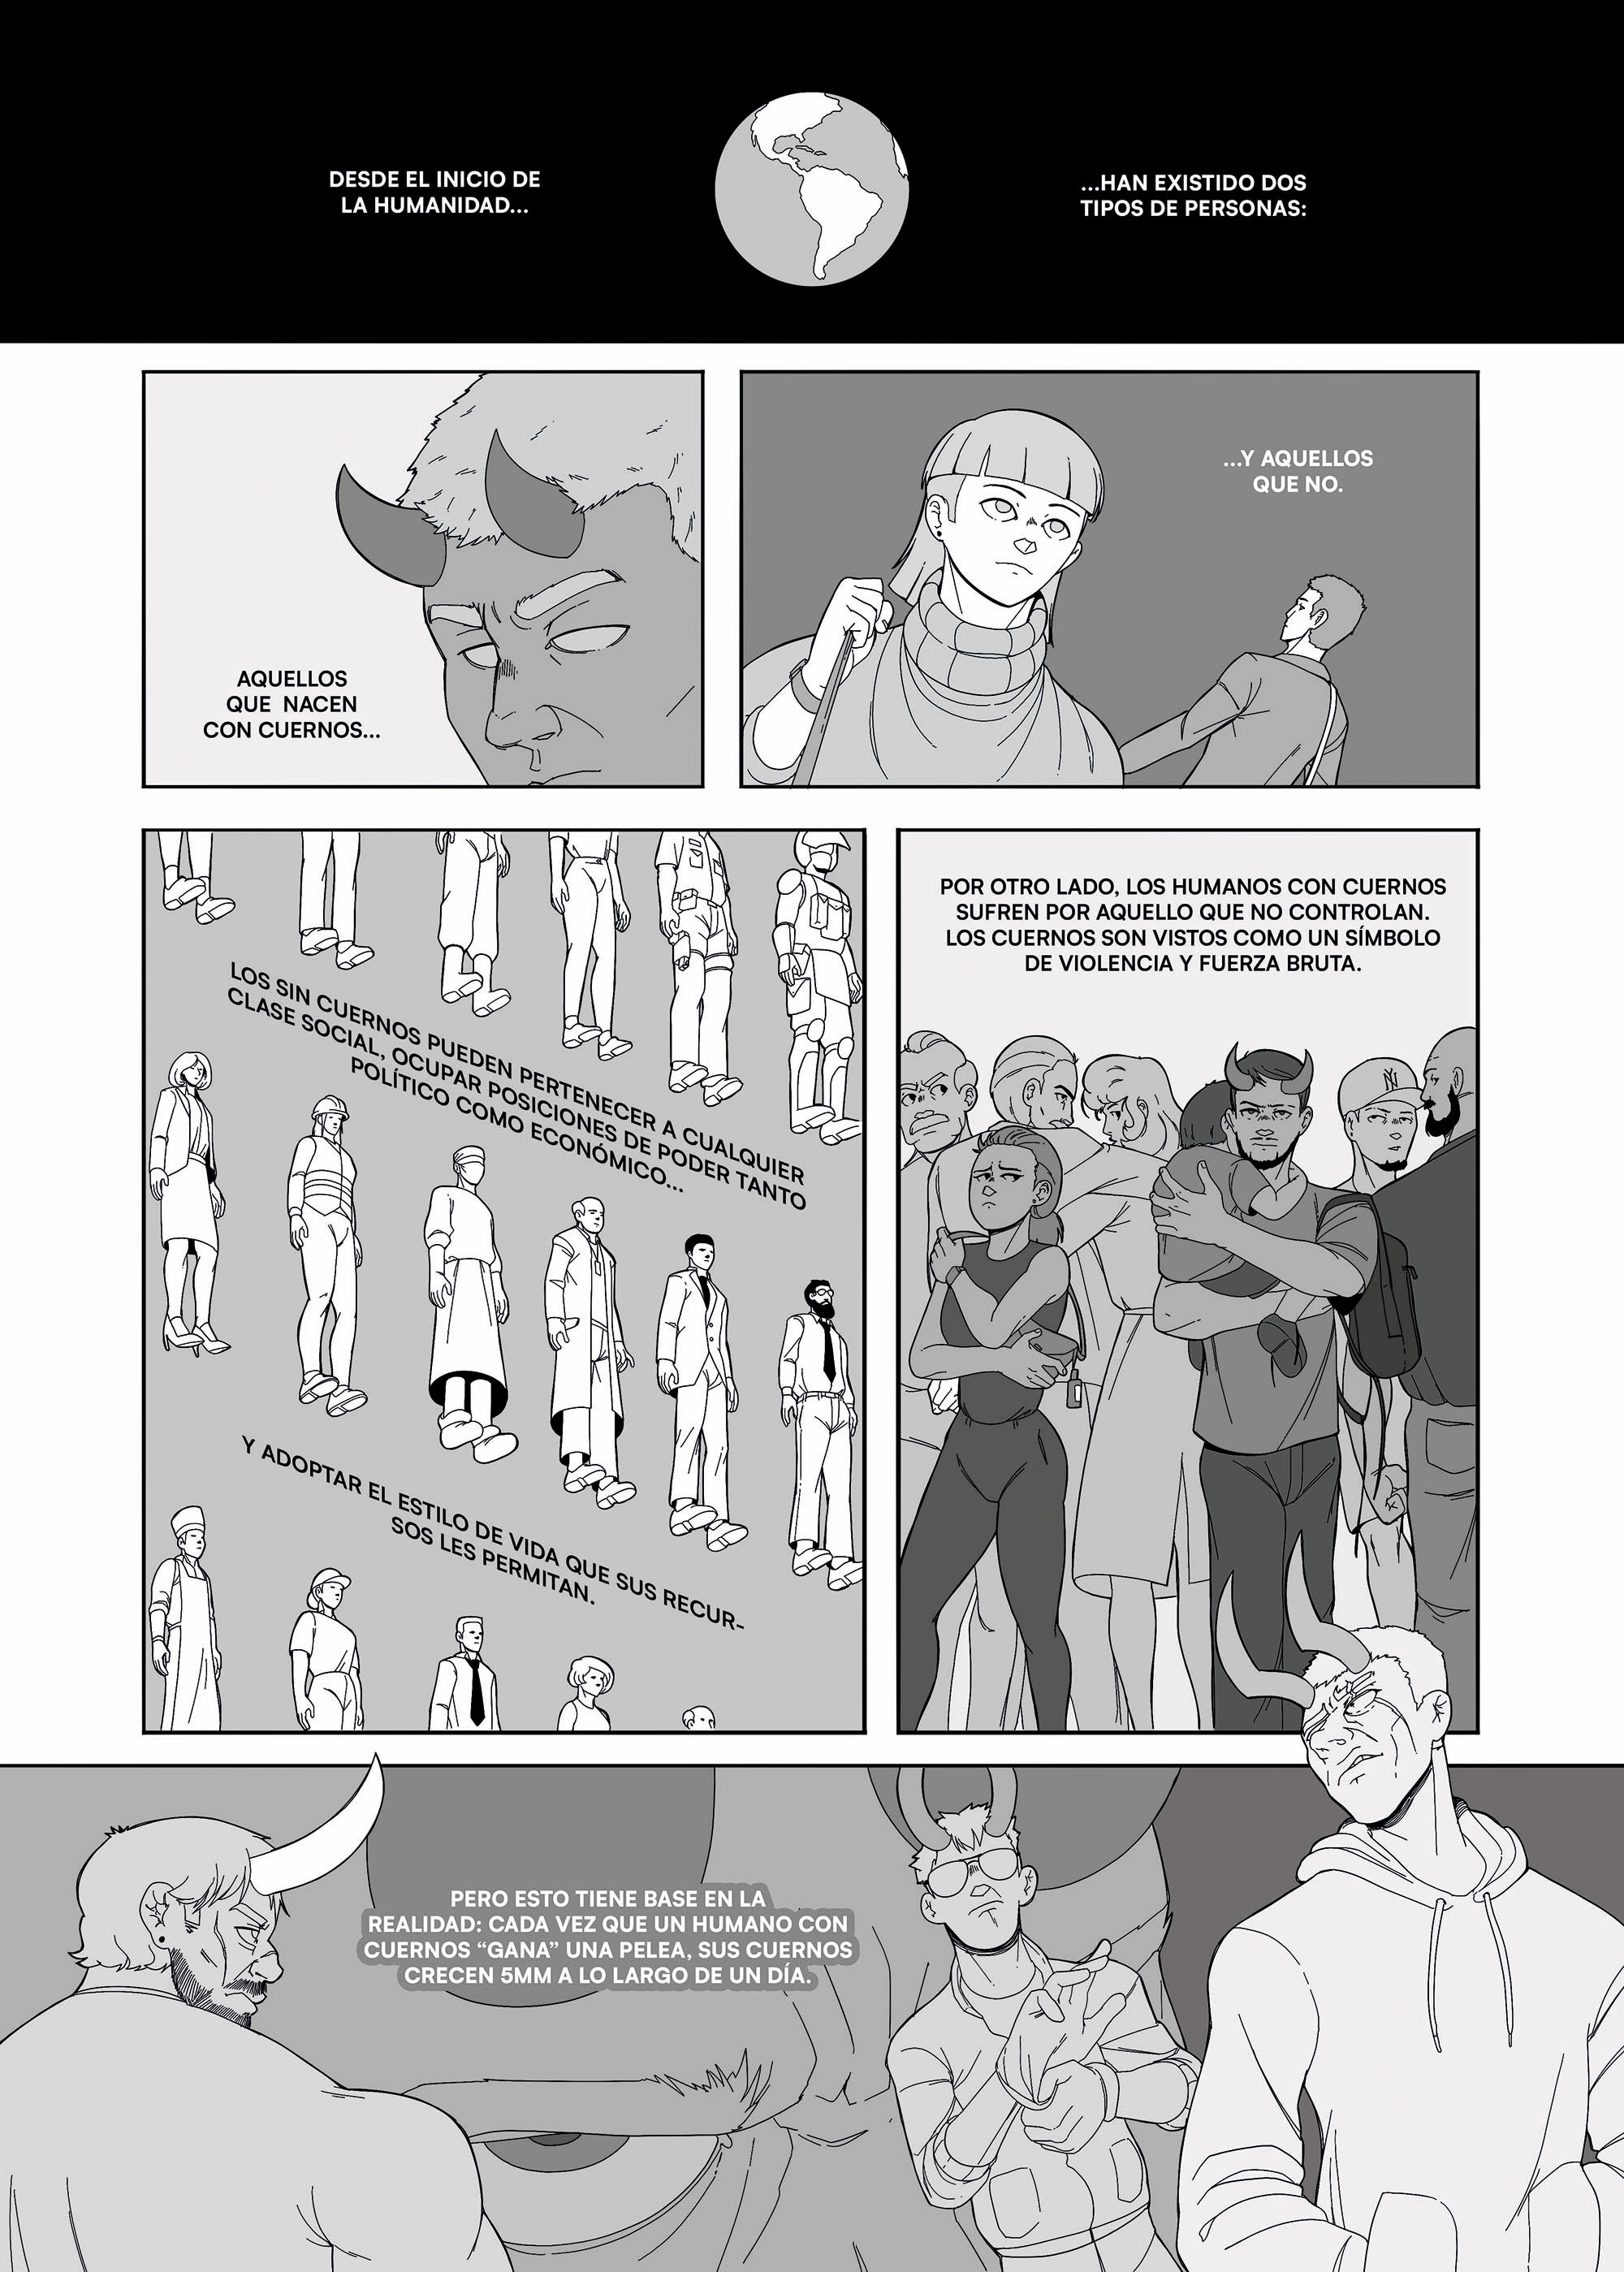 DESDE EL INICIO DE
LA HUMANIDAD...
...HAN EXISTIDO DOS
TIPOS DE PERSONAS:
AQUELLOS
QUE NACEN
CON CUERNOS...
...Y AQUELLOS
QUE NO.
LOS SIN CUERNOS PUEDEN PERTENECER A CUALQUIER
CLASE SOCIAL, OCUPAR POSICIONES DE PODER TANTO
POLÍTICO COMO ECONÓMICO...
Y ADOPTAR EL ESTILO DE VIDA QUE SUS RECUR-
SOS LES PERMITAN.
POR OTRO LADO, LOS HUMANOS CON CUERNOS
SUFREN POR AQUELLO QUE NO CONTROLAN.
LOS CUERNOS SON VISTOS COMO UN SÍMBOLO
DE VIOLENCIA Y FUERZA BRUTA.
NY
PERO ESTO TIENE BASE EN LA
REALIDAD: CADA VEZ QUE UN HUMANO CON
CUERNOS “GANA” UNA PELEA, SUS CUERNOS
CRECEN 5MM A LO LARGO DE UN DÍA.